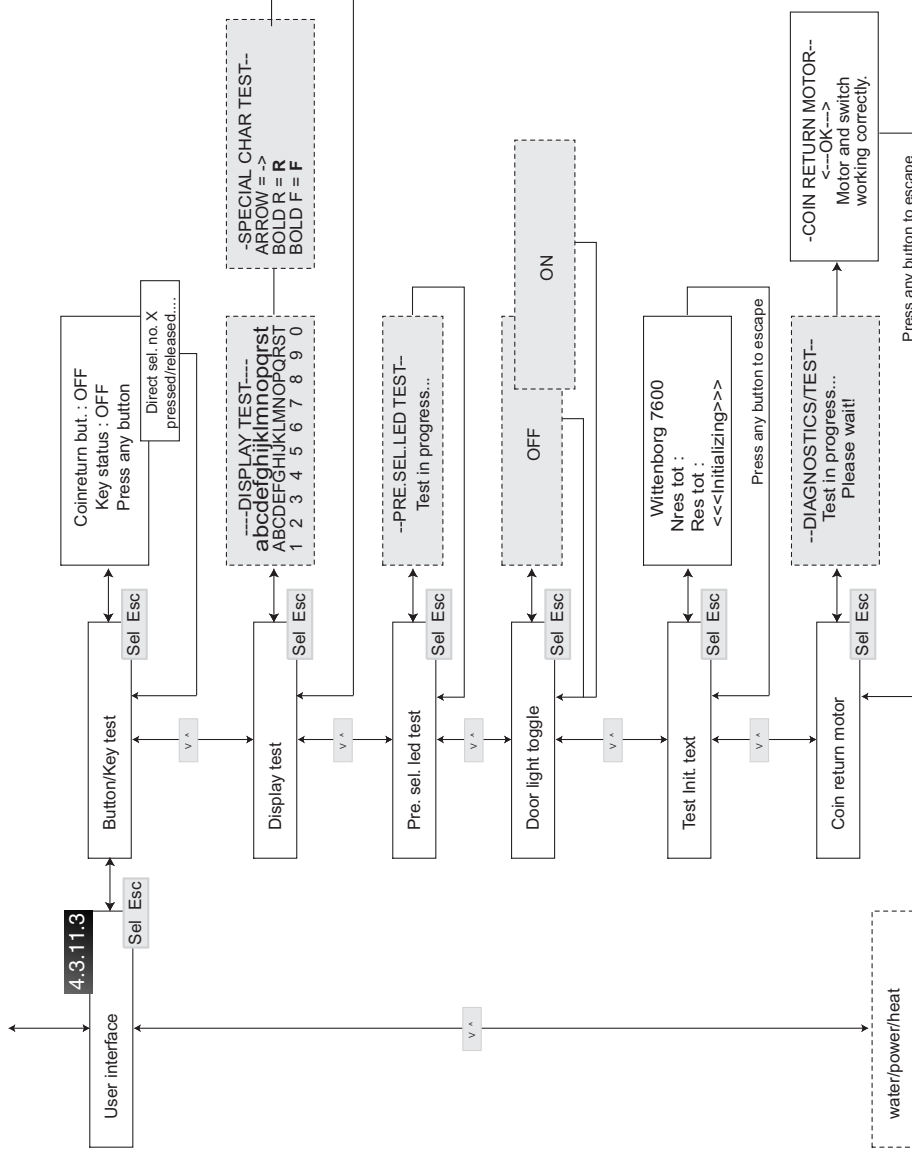 4.3.11.3
User interface
Sel Esc
v ^
water/power/heat
Button/Key test
Sel Esc
Coinreturn but.: OFF
Key status : OFF
Press any button
Direct sel. no. X
pressed/released....
v ^
Display test
Sel Esc
----DISPLAY TEST----
abcdefghijklmnopqrst
ABCDEFGHIJKLMNOPQRST
1 2 3 4 5 6 7 8 9 0
-SPECIAL CHAR TEST--
ARROW = ->
BOLD R = R
BOLD F = F
v ^
Pre. sel. led test
Sel Esc
--PRE.SEL.LED TEST--
Test in progress...
v ^
Door light toggle
Sel Esc
OFF
ON
v ^
Test Init. text
Sel Esc
Wittenborg 7600
Nres tot :
Res tot :
<<<Initializing>>>
Press any button to escape
v ^
Coin return motor
Sel Esc
--DIAGNOSTICS/TEST--
Test in progress...
Please wait!
-COIN RETURN MOTOR--
<---OK--->
Motor and switch
working correctly.
Press any button to escape